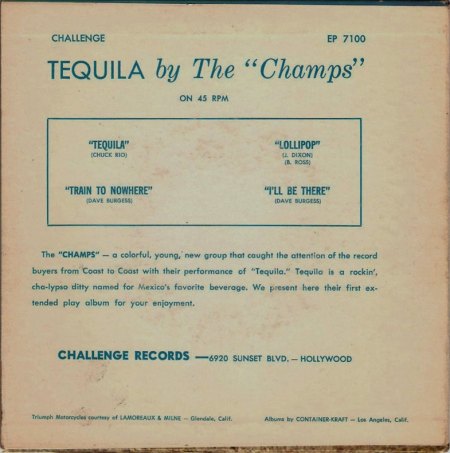 CHALLENGE EP 7100
TEQUILA by The "Champs"
ON 45 RPM
"TEQUILA" "LOLLIPOP"
(CHUCK RIO) (J. DIXON)
(B. ROSS)
"TRAIN TO NOWHERE" "I'LL BE THERE"
(DAVE BURGESS) (DAVE BURGESS)
The "CHAMPS" — a colorful, young, new group that caught the attention of the record
buyers from Coast to Coast with their performance of "Tequila." Tequila is a rockin',
cha-lypso ditty named for Mexico's favorite beverage. We present here their first ex-
tended play album for your enjoyment.
CHALLENGE RECORDS —6920 SUNSET BLVD. — HOLLYWOOD
Triumph Motorcycles courtesy of LAMOREAUX & MILNE — Glendale, Calif. Albums by CONTAINER-KRAFT — Los Angeles, Calif.